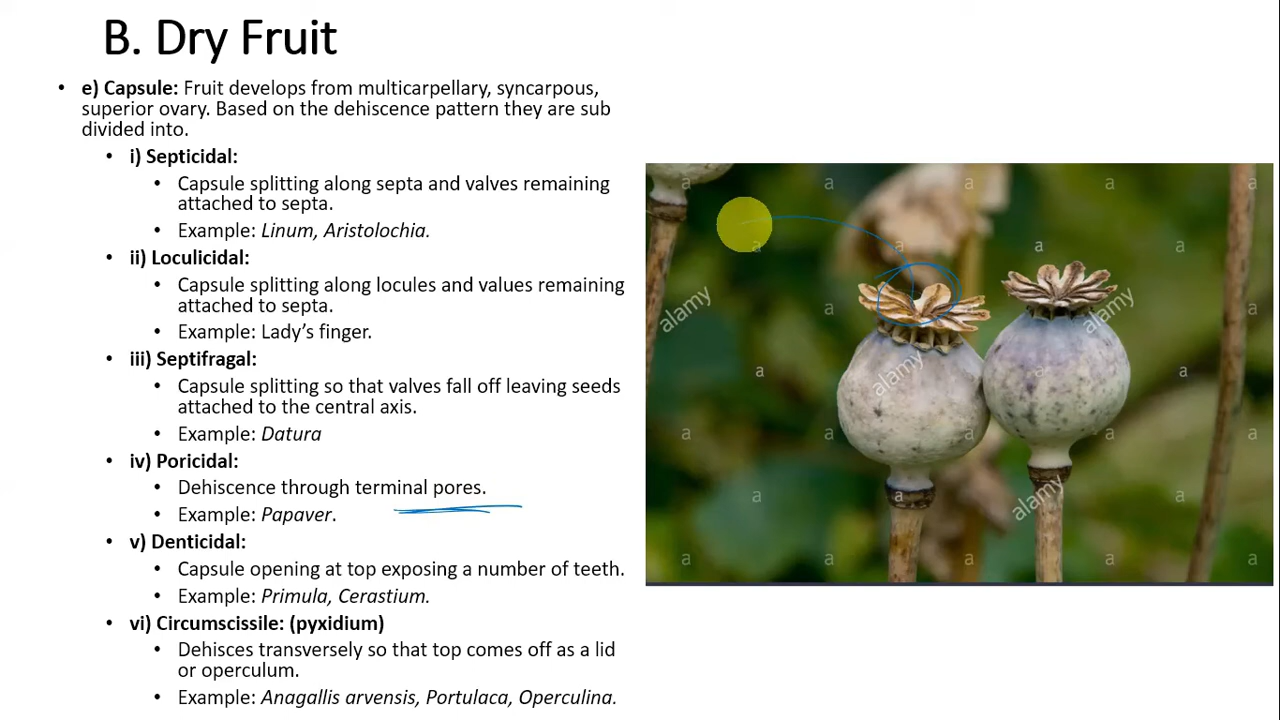 B. Dry Fruit
• e) Capsule: Fruit develops from multicarpellary, syncarpous,
superior ovary. Based on the dehiscence pattern they are sub
divided into.
• i) Septicidal:
• Capsule splitting along septa and valves remaining
attached to septa.
• Example: Linum, Aristolochia.
• ii) Loculicidal:
• Capsule splitting along locules and values remaining
attached to septa.
• Example: Lady’s finger.
• iii) Septifragal:
• Capsule splitting so that valves fall off leaving seeds
attached to the central axis.
• Example: Datura
• iv) Poricidal:
• Dehiscence through terminal pores.
• Example: Papaver.
• v) Denticidal:
• Capsule opening at top exposing a number of teeth.
• Example: Primula, Cerastium.
• vi) Circumscissile: (pyxidium)
• Dehisces transversely so that top comes off as a lid
or operculum.
• Example: Anagallis arvensis, Portulaca, Operculina.
a a a a
a a a a
alamy alamy
a a
a alamy a
a a a a
a alamy a
a a a a